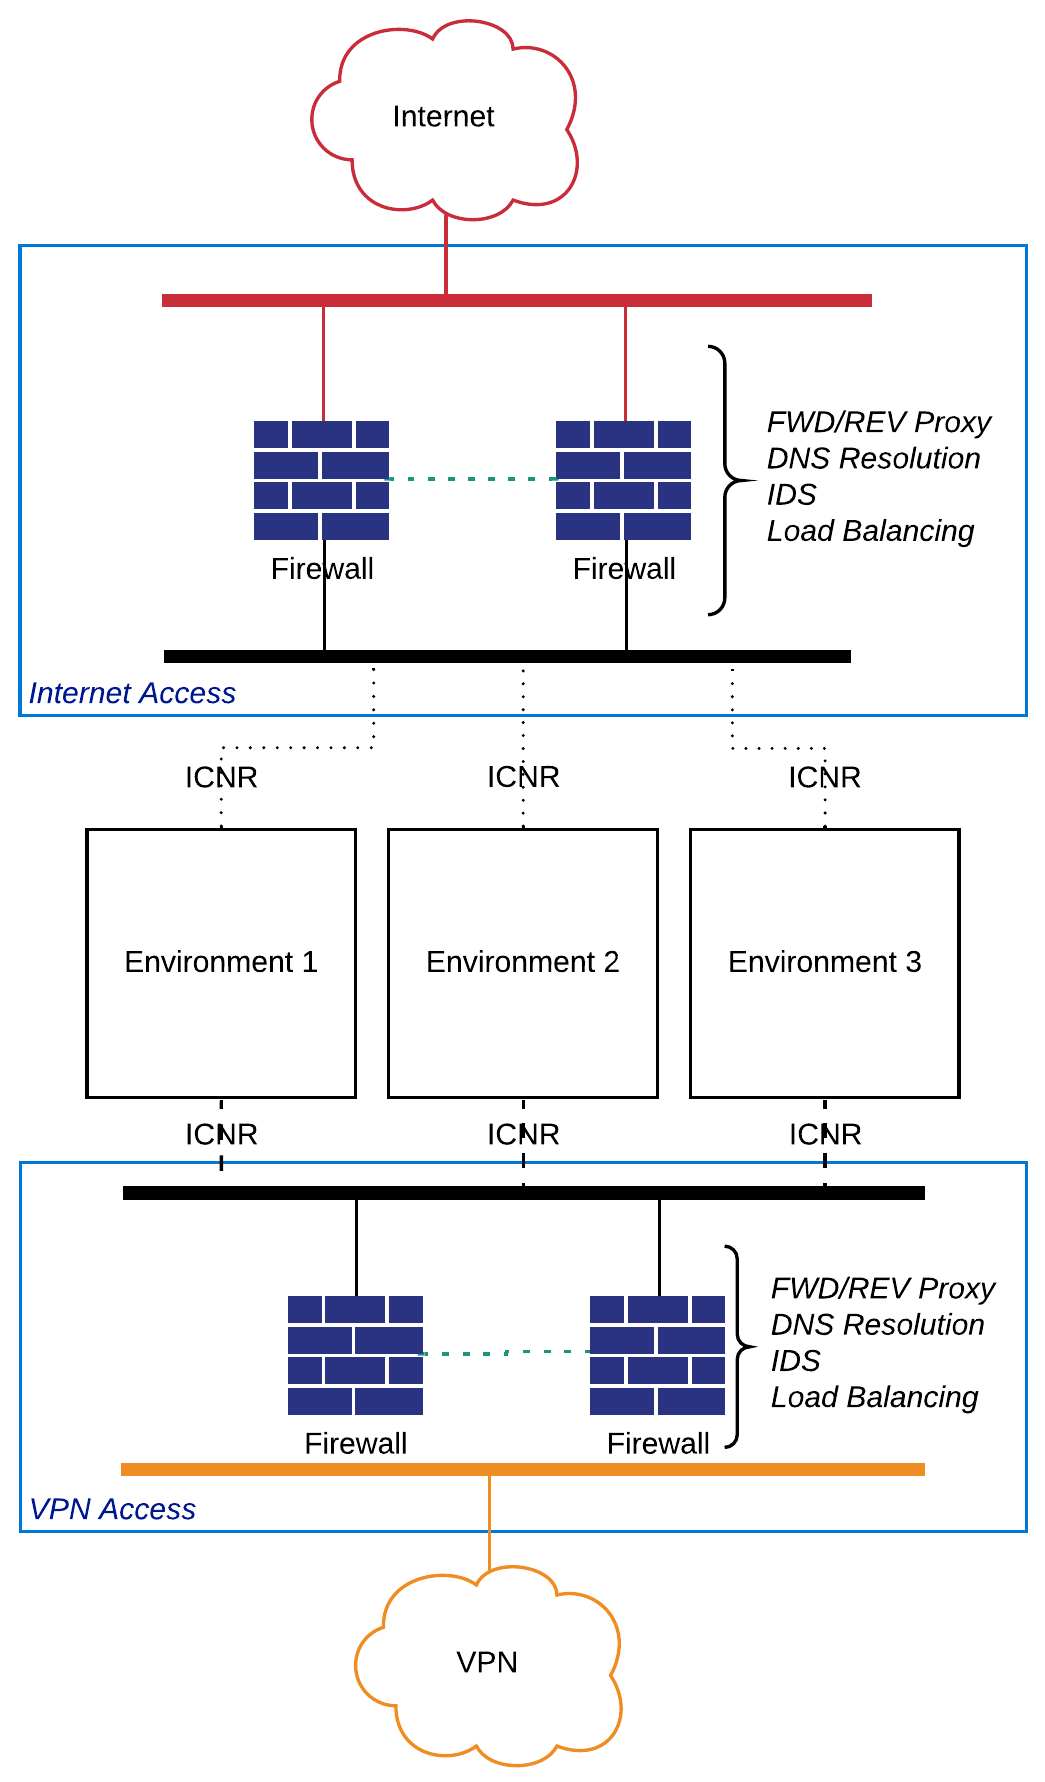 Internet
FWD/REV Proxy
DNS Resolution
IDS
Load Balancing
Firewall
Firewall
Internet Access
ICNR
ICNR
ICNR
Environment 1
Environment 2
Environment 3
ICNR
ICNR
ICNR
FWD/REV Proxy
DNS Resolution
IDS
Load Balancing
Firewall
Firewall
VPN Access
VPN